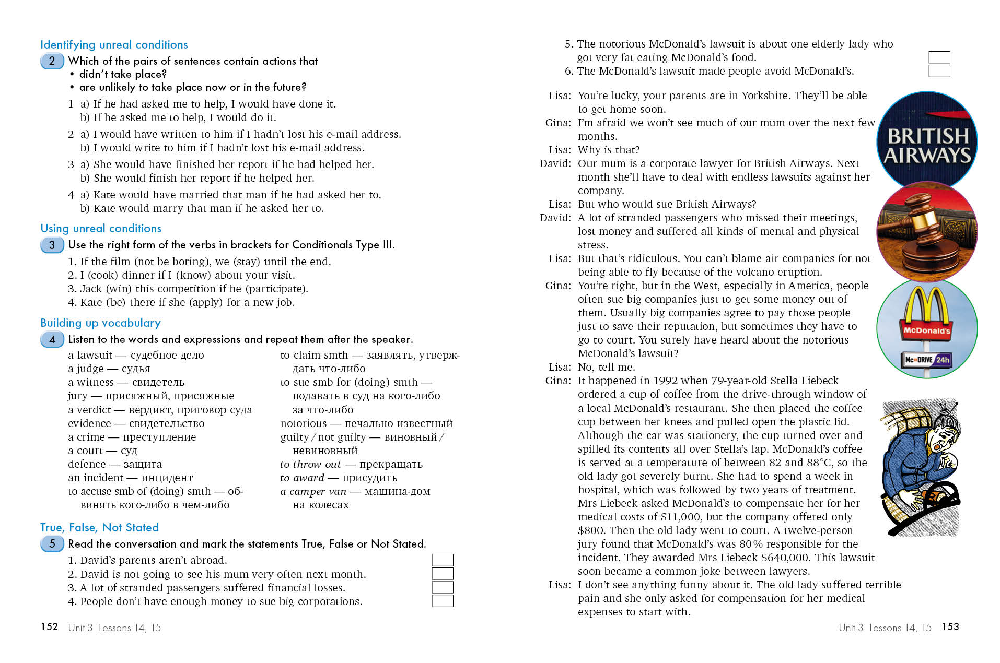 Identifying unreal conditions
2 Which of the pairs of sentences contain actions that
• didn't take place?
• are unlikely to take place now or in the future?
1 a) If he had asked me to help, I would have done it.
b) If he asked me to help, I would do it.
2 a) I would have written to him if I hadn't lost his e-mail address.
b) I would write to him if I hadn't lost his e-mail address.
3 a) She would have finished her report if he had helped her.
b) She would finish her report if he helped her.
4 a) Kate would have married that man if he had asked her to.
b) Kate would marry that man if he asked her to.
Using unreal conditions
3 Use the right form of the verbs in brackets for Conditionals Type III.
1. If the film (not be boring), we (stay) until the end.
2. I (cook) dinner if I (know) about your visit.
3. Jack (win) this competition if he (participate).
4. Kate (be) there if she (apply) for a new job.
Building up vocabulary
4 Listen to the words and expressions and repeat them after the speaker.
a lawsuit — судебное дело
a judge — судья
a witness — свидетель
jury — присяжный, присяжные
a verdict — вердикт, приговор суда
evidence — свидетельство
a crime — преступление
a court — суд
defence — защита
an incident — инцидент
to accuse smb of (doing) smth — об-
винять кого-либо в чем-либо
to claim smth — заявлять, утверж-
дать что-либо
to sue smb for (doing) smth —
подавать в суд на кого-либо
за что-либо
notorious — печально известный
guilty / not guilty — виновный /
невиновный
to throw out — прекращать
to award — присудить
a camper van — машина-дом
на колесах
True, False, Not Stated
5 Read the conversation and mark the statements True, False or Not Stated.
1. David's parents aren't abroad.
2. David is not going to see his mum very often next month.
3. A lot of stranded passengers suffered financial losses.
4. People don't have enough money to sue big corporations.
152 Unit 3 Lessons 14, 15
5. The notorious McDonald's lawsuit is about one elderly lady who
got very fat eating McDonald's food.
6. The McDonald's lawsuit made people avoid McDonald's.
Lisa: You're lucky, your parents are in Yorkshire. They'll be able
to get home soon.
Gina: I'm afraid we won't see much of our mum over the next few
months.
Lisa: Why is that?
David: Our mum is a corporate lawyer for British Airways. Next
month she'll have to deal with endless lawsuits against her
company.
Lisa: But who would sue British Airways?
David: A lot of stranded passengers who missed their meetings,
lost money and suffered all kinds of mental and physical
stress.
Lisa: But that's ridiculous. You can't blame air companies for not
being able to fly because of the volcano eruption.
Gina: You're right, but in the West, especially in America, people
often sue big companies just to get some money out of
them. Usually big companies agree to pay those people
just to save their reputation, but sometimes they have to
go to court. You surely have heard about the notorious
McDonald's lawsuit?
Lisa: No, tell me.
Gina: It happened in 1992 when 79-year-old Stella Liebeck
ordered a cup of coffee from the drive-through window of
a local McDonald's restaurant. She then placed the coffee
cup between her knees and pulled open the plastic lid.
Although the car was stationery, the cup turned over and
spilled its contents all over Stella's lap. McDonald's coffee
is served at a temperature of between 82 and 88°C, so the
old lady got severely burnt. She had to spend a week in
hospital, which was followed by two years of treatment.
Mrs Liebeck asked McDonald's to compensate her for her
medical costs of $11,000, but the company offered only
$800. Then the old lady went to court. A twelve-person
jury found that McDonald's was 80% responsible for the
incident. They awarded Mrs Liebeck $640,000. This lawsuit
soon became a common joke between lawyers.
Lisa: I don't see anything funny about it. The old lady suffered terrible
pain and she only asked for compensation for her medical
expenses to start with.
BRITISH
AIRWAYS
McDonald's
Mc DRIVE 24h
Unit 3 Lessons 14, 15 153